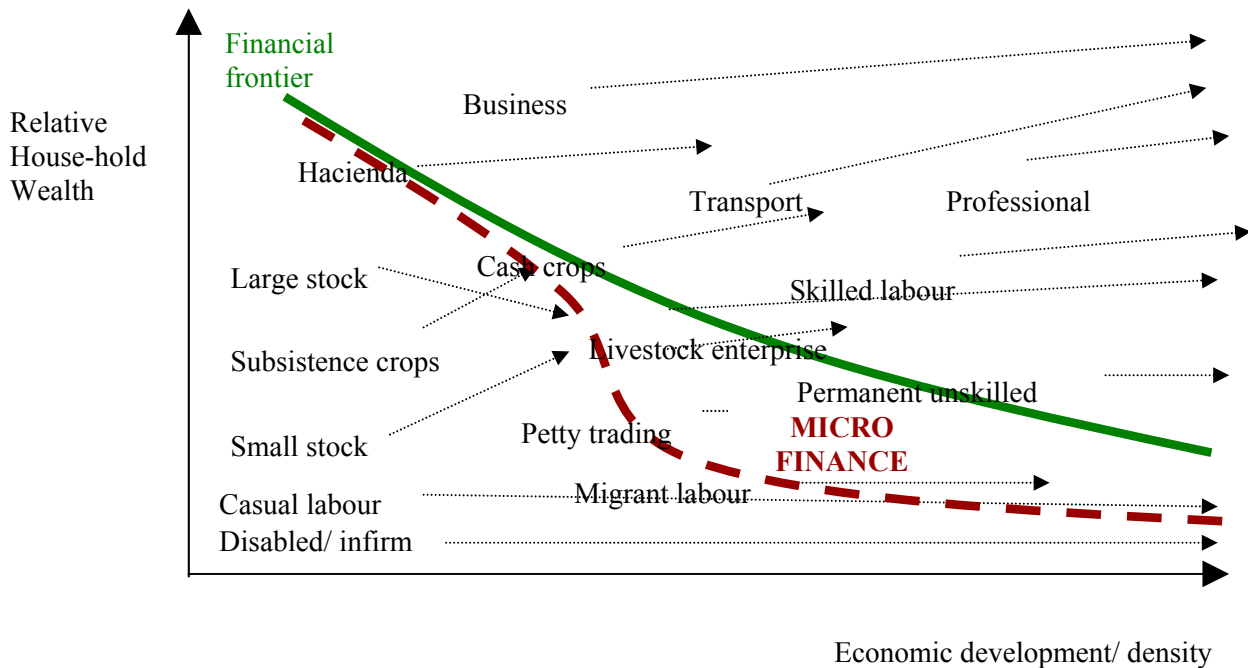 Financial
frontier
Business
Relative
House-hold
Wealth
Hacienda
Transport
Professional
Cash crops
Large stock
Skilled labour
Livestock enterprise
Subsistence crops
Permanent unskilled
MICRO
FINANCE
Petty trading
Small stock
Migrant labour
Casual labour
Disabled/ infirm
Economic development/ density